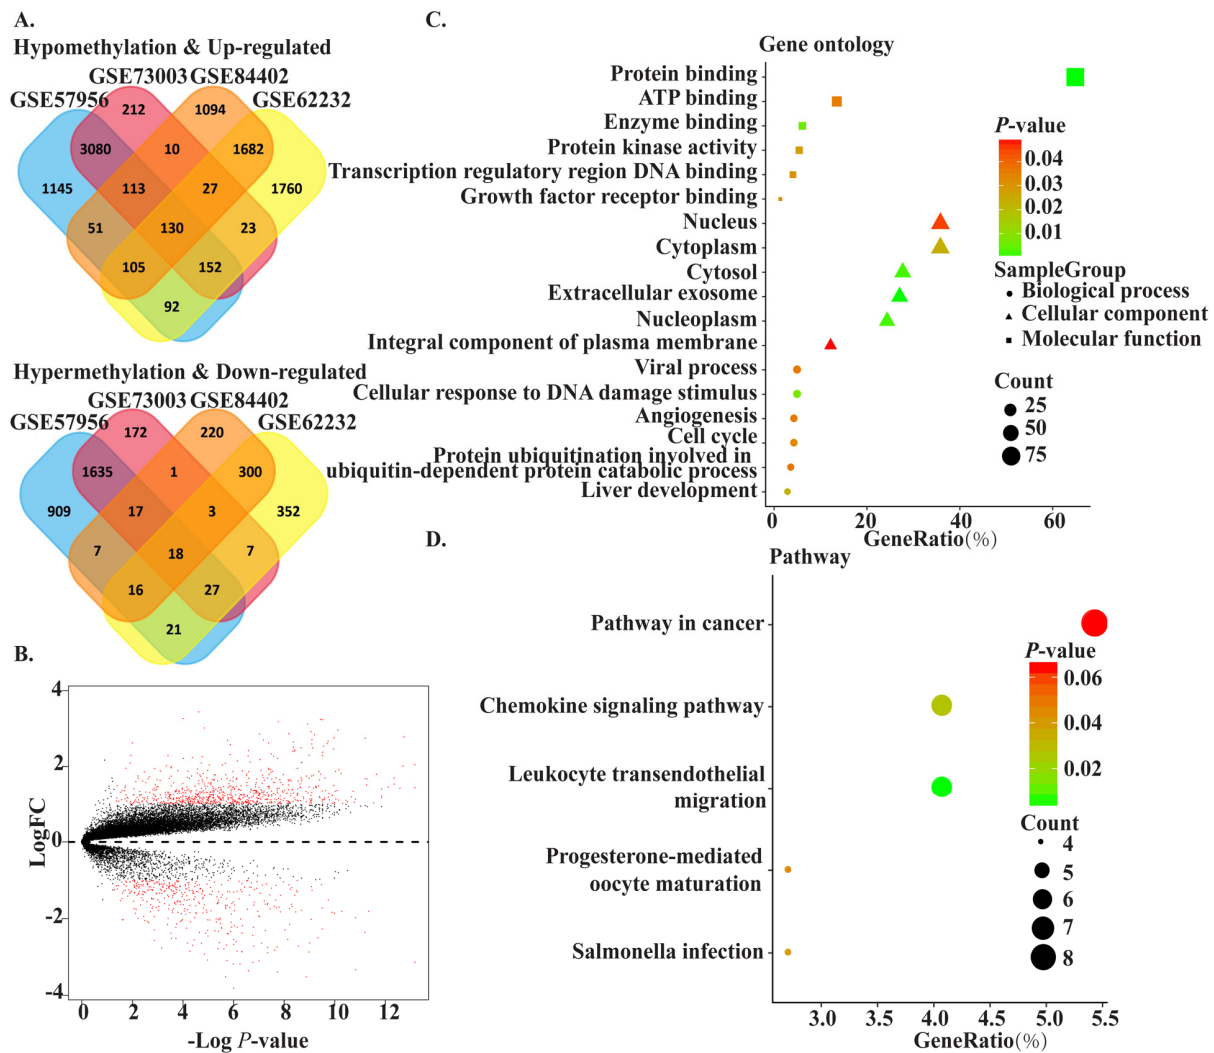 A.
Hypomethylation & Up-regulated
GSE73003 GSE84402
GSE57956 GSE62232
212 1094
3080 10 1682
1145 113 27 1760
51 130 23
105 152
92
Hypermethylation & Down-regulated
GSE73003 GSE84402
GSE57956 GSE62232
172 220
1635 1 300
909 17 3 352
7 18 7
16 27
21
B.
4
2
0
-2
-4
LogFC
0 2 4 6 8 10 12
-Log P-value
C.
Gene ontology
Protein binding
ATP binding
Enzyme binding
Protein kinase activity
Transcription regulatory region DNA binding
Growth factor receptor binding
Nucleus
Cytoplasm
Cytosol
Extracellular exosome
Nucleoplasm
Integral component of plasma membrane
Viral process
Cellular response to DNA damage stimulus
Angiogenesis
Cell cycle
Protein ubiquitination involved in
ubiquitin-dependent protein catabolic process
Liver development
0 20 40 60
GeneRatio(%)
P-value
0.04
0.03
0.02
0.01
SampleGroup
Biological process
Cellular component
Molecular function
Count
25
50
75
D.
Pathway
Pathway in cancer
Chemokine signaling pathway
Leukocyte transendothelial
migration
Progesterone-mediated
oocyte maturation
Salmonella infection
3.0 3.5 4.0 4.5 5.0 5.5
GeneRatio(%)
P-value
0.06
0.04
0.02
Count
4
5
6
7
8